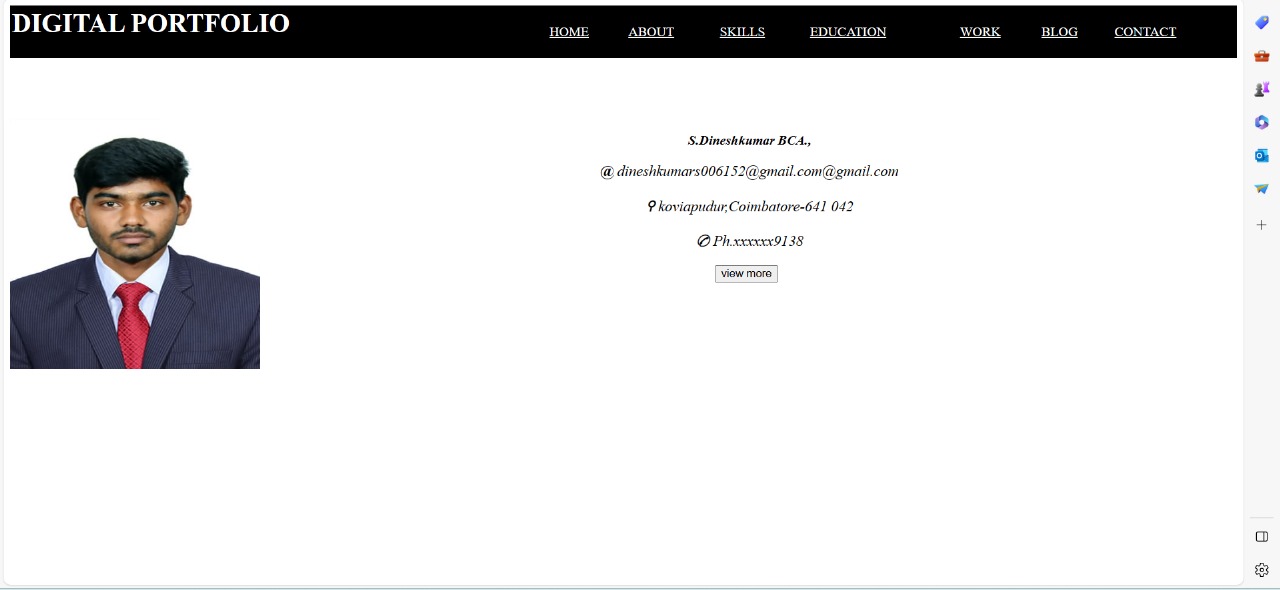 DIGITAL PORTFOLIO
HOME ABOUT SKILLS EDUCATION WORK BLOG CONTACT
S.Dineshkumar BCA.,
@ dineshkumars006152@gmail.com@gmail.com
⚲ koviapudur,Coimbatore-641 042
✆ Ph.xxxxxx9138
view more